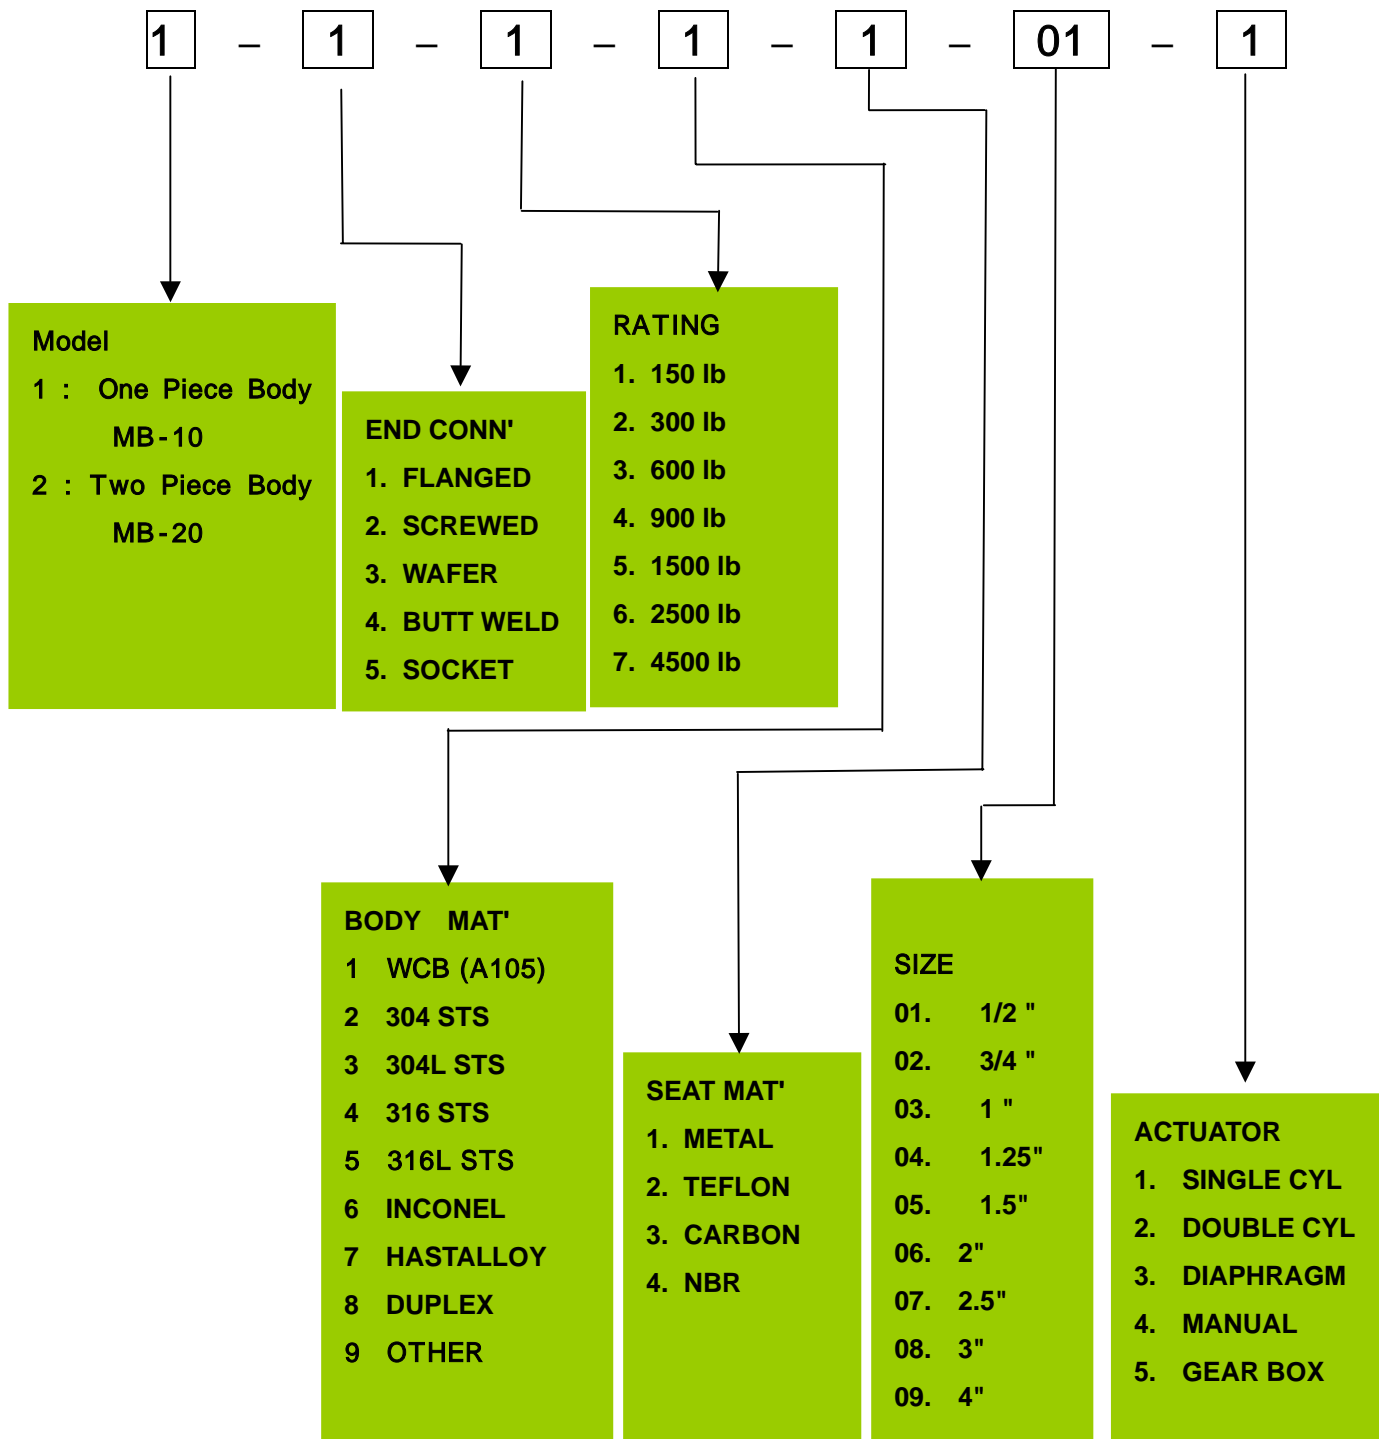 1 – 1 – 1 – 1 – 1 – 01 – 1
Model
1 : One Piece Body
MB-10
2 : Two Piece Body
MB-20
END CONN'
1. FLANGED
2. SCREWED
3. WAFER
4. BUTT WELD
5. SOCKET
RATING
1. 150 lb
2. 300 lb
3. 600 lb
4. 900 lb
5. 1500 lb
6. 2500 lb
7. 4500 lb
BODY MAT'
1 WCB (A105)
2 304 STS
3 304L STS
4 316 STS
5 316L STS
6 INCONEL
7 HASTALLOY
8 DUPLEX
9 OTHER
SEAT MAT'
1. METAL
2. TEFLON
3. CARBON
4. NBR
SIZE
01. 1/2 "
02. 3/4 "
03. 1 "
04. 1.25"
05. 1.5"
06. 2"
07. 2.5"
08. 3"
09. 4"
ACTUATOR
1. SINGLE CYL
2. DOUBLE CYL
3. DIAPHRAGM
4. MANUAL
5. GEAR BOX